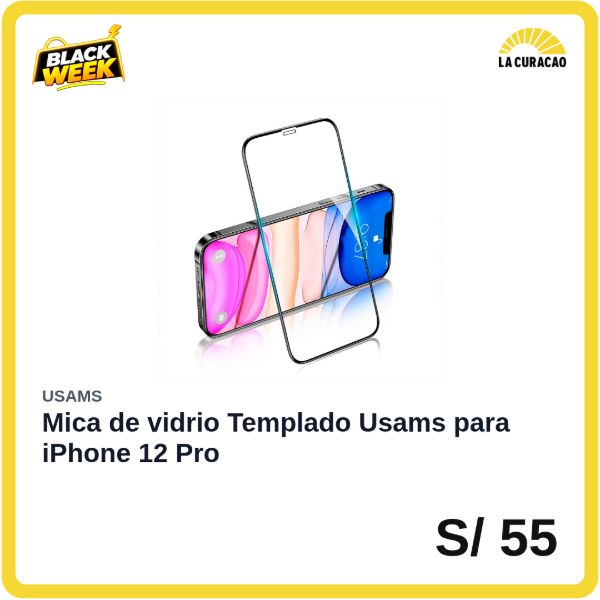 BLACK
WEEK
LA CURACAO
USAMS
Mica de vidrio Templado Usams para
iPhone 12 Pro
S/ 55